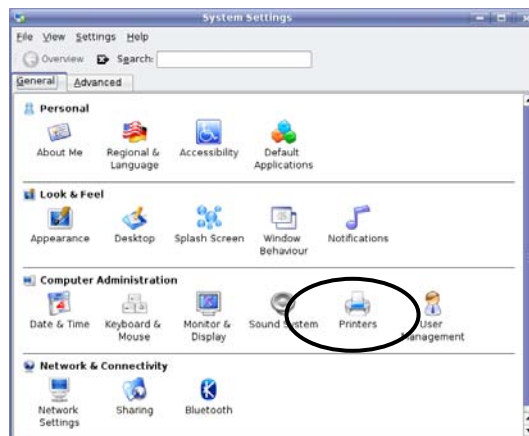 System Settings
File View Settings Help
Overview Search:
General Advanced
Personal
About Me Regional & Language Accessibility Default Applications
Look & Feel
Appearance Desktop Splash Screen Window Behaviour Notifications
Computer Administration
Date & Time Keyboard & Mouse Monitor & Display Sound System Printers User Management
Network & Connectivity
Network Settings Sharing Bluetooth